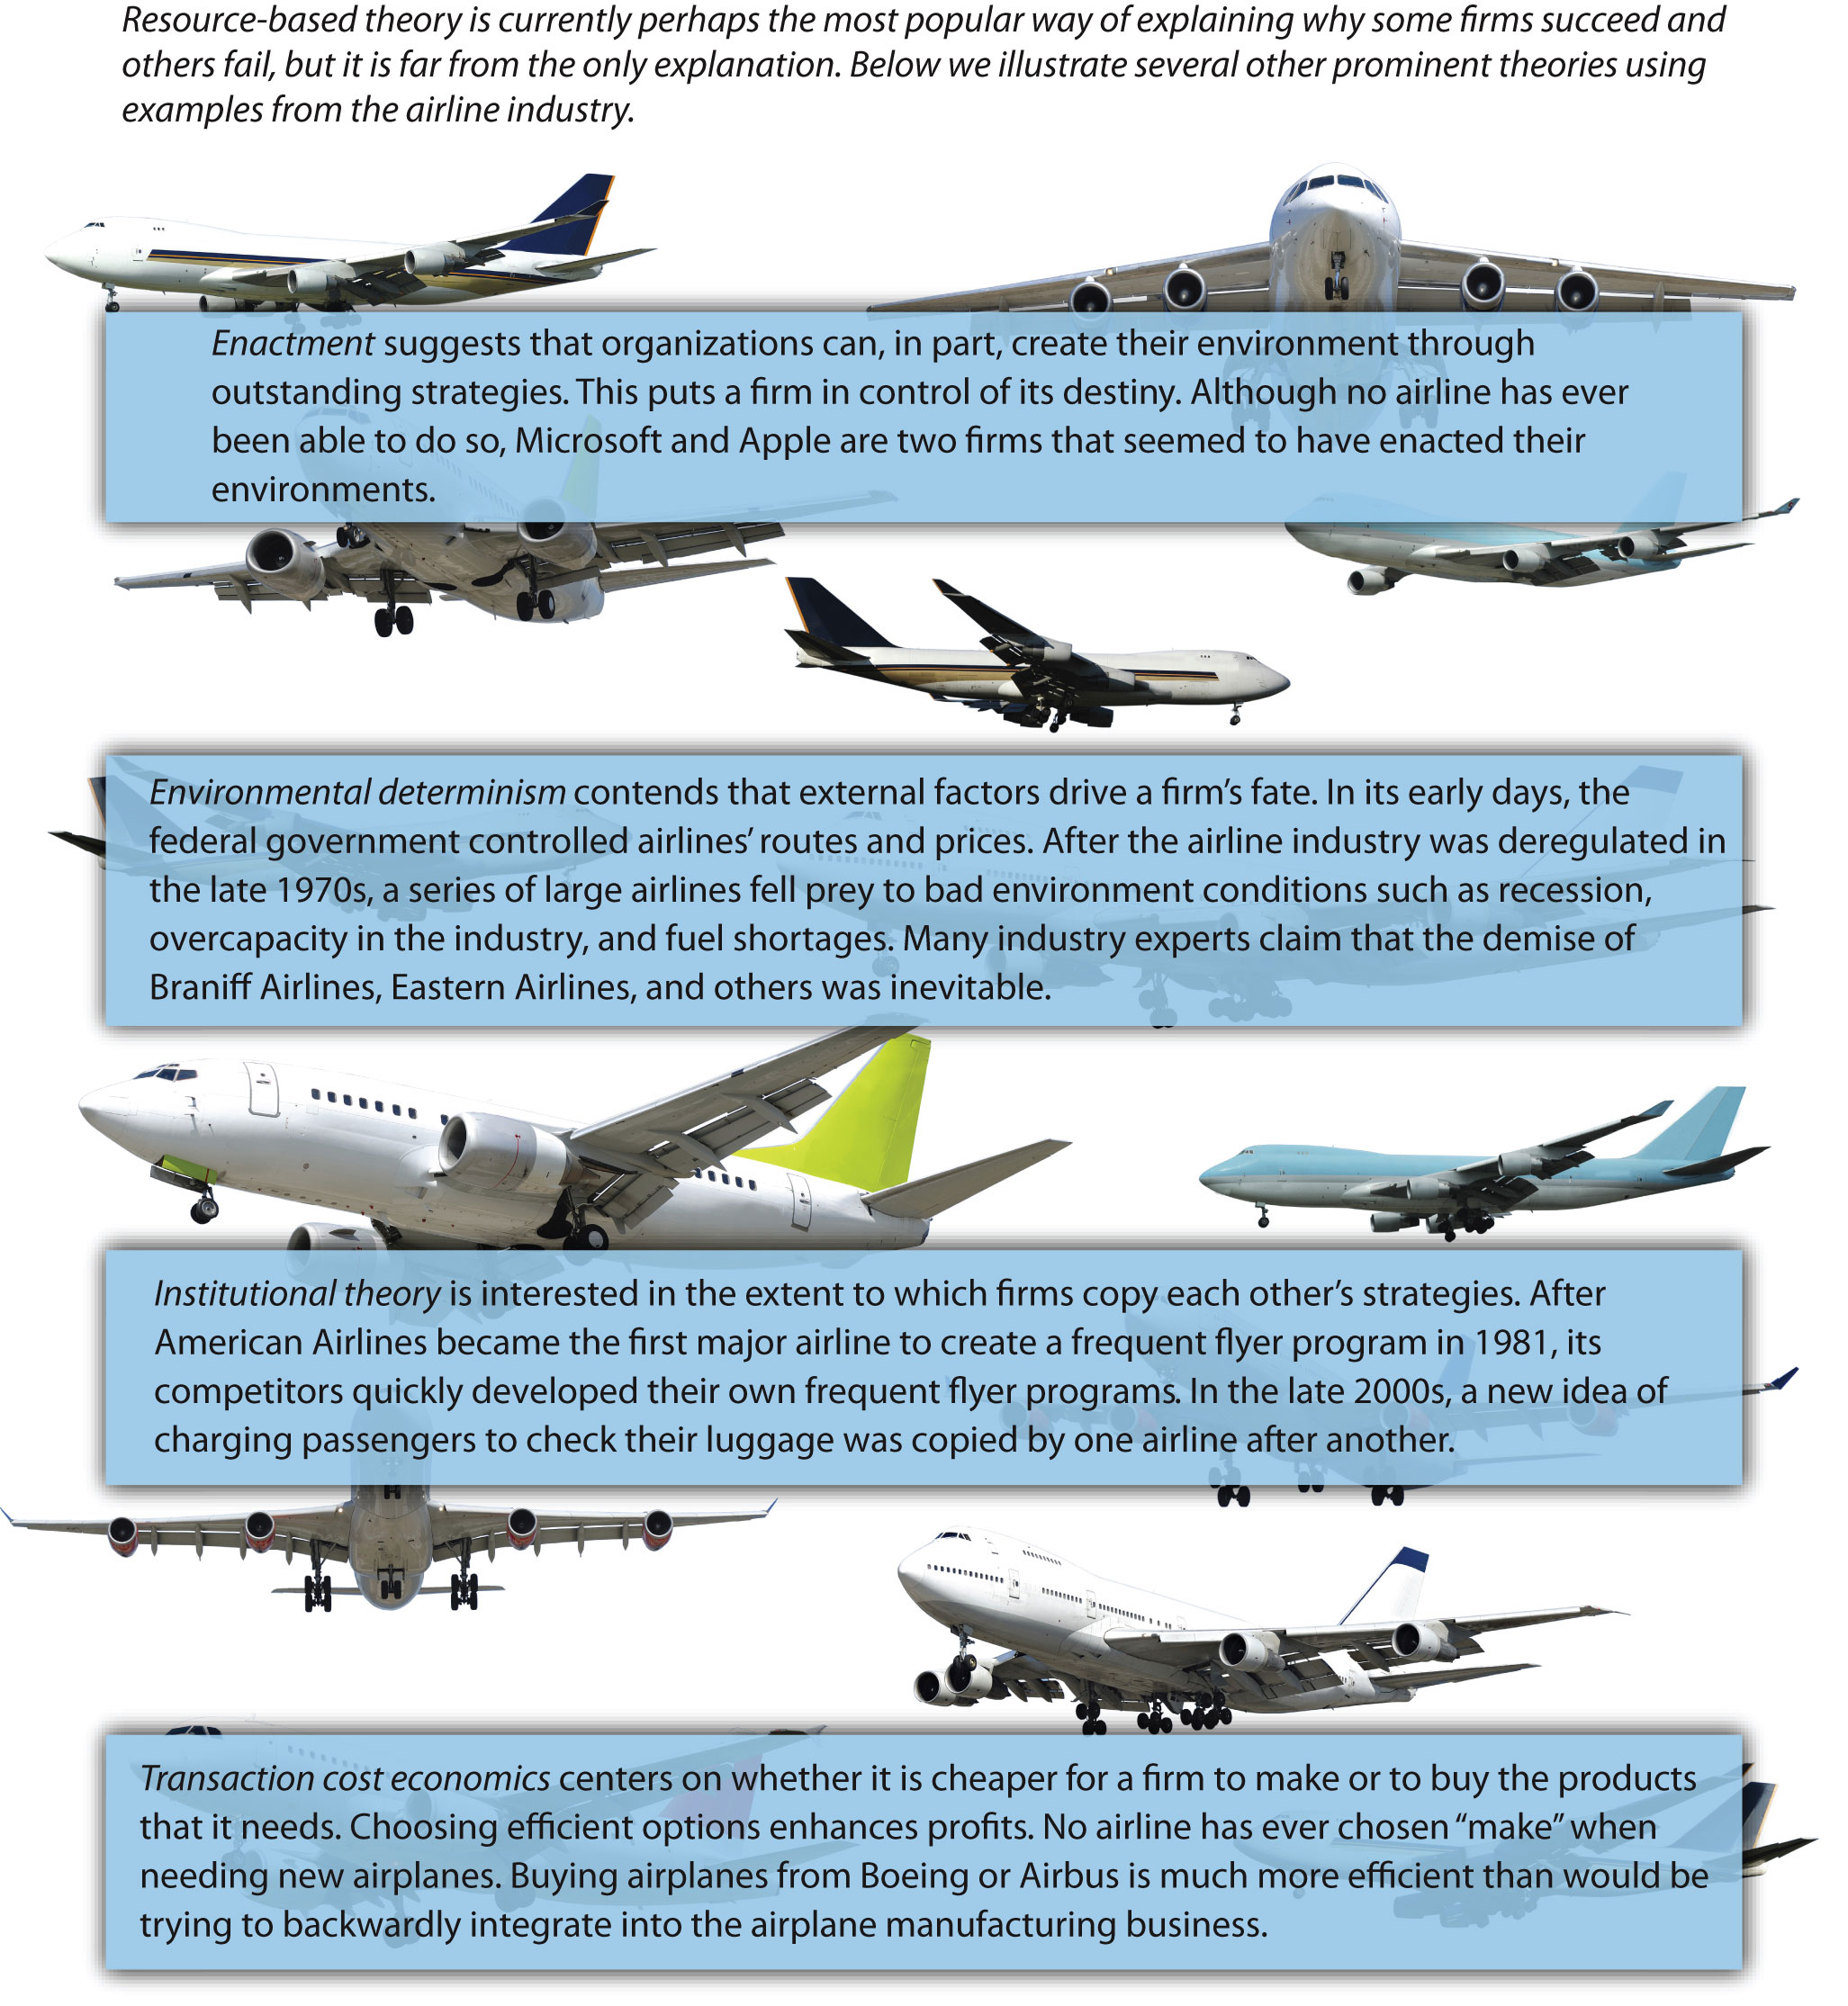 Resource-based theory is currently perhaps the most popular way of explaining why some firms succeed and
others fail, but it is far from the only explanation. Below we illustrate several other prominent theories using
examples from the airline industry.
Enactment suggests that organizations can, in part, create their environment through
outstanding strategies. This puts a firm in control of its destiny. Although no airline has ever
been able to do so, Microsoft and Apple are two firms that seemed to have enacted their
environments.
Environmental determinism contends that external factors drive a firm’s fate. In its early days, the
federal government controlled airlines’ routes and prices. After the airline industry was deregulated in
the late 1970s, a series of large airlines fell prey to bad environment conditions such as recession,
overcapacity in the industry, and fuel shortages. Many industry experts claim that the demise of
Braniff Airlines, Eastern Airlines, and others was inevitable.
Institutional theory is interested in the extent to which firms copy each other’s strategies. After
American Airlines became the first major airline to create a frequent flyer program in 1981, its
competitors quickly developed their own frequent flyer programs. In the late 2000s, a new idea of
charging passengers to check their luggage was copied by one airline after another.
Transaction cost economics centers on whether it is cheaper for a firm to make or to buy the products
that it needs. Choosing efficient options enhances profits. No airline has ever chosen “make” when
needing new airplanes. Buying airplanes from Boeing or Airbus is much more efficient than would be
trying to backwardly integrate into the airplane manufacturing business.